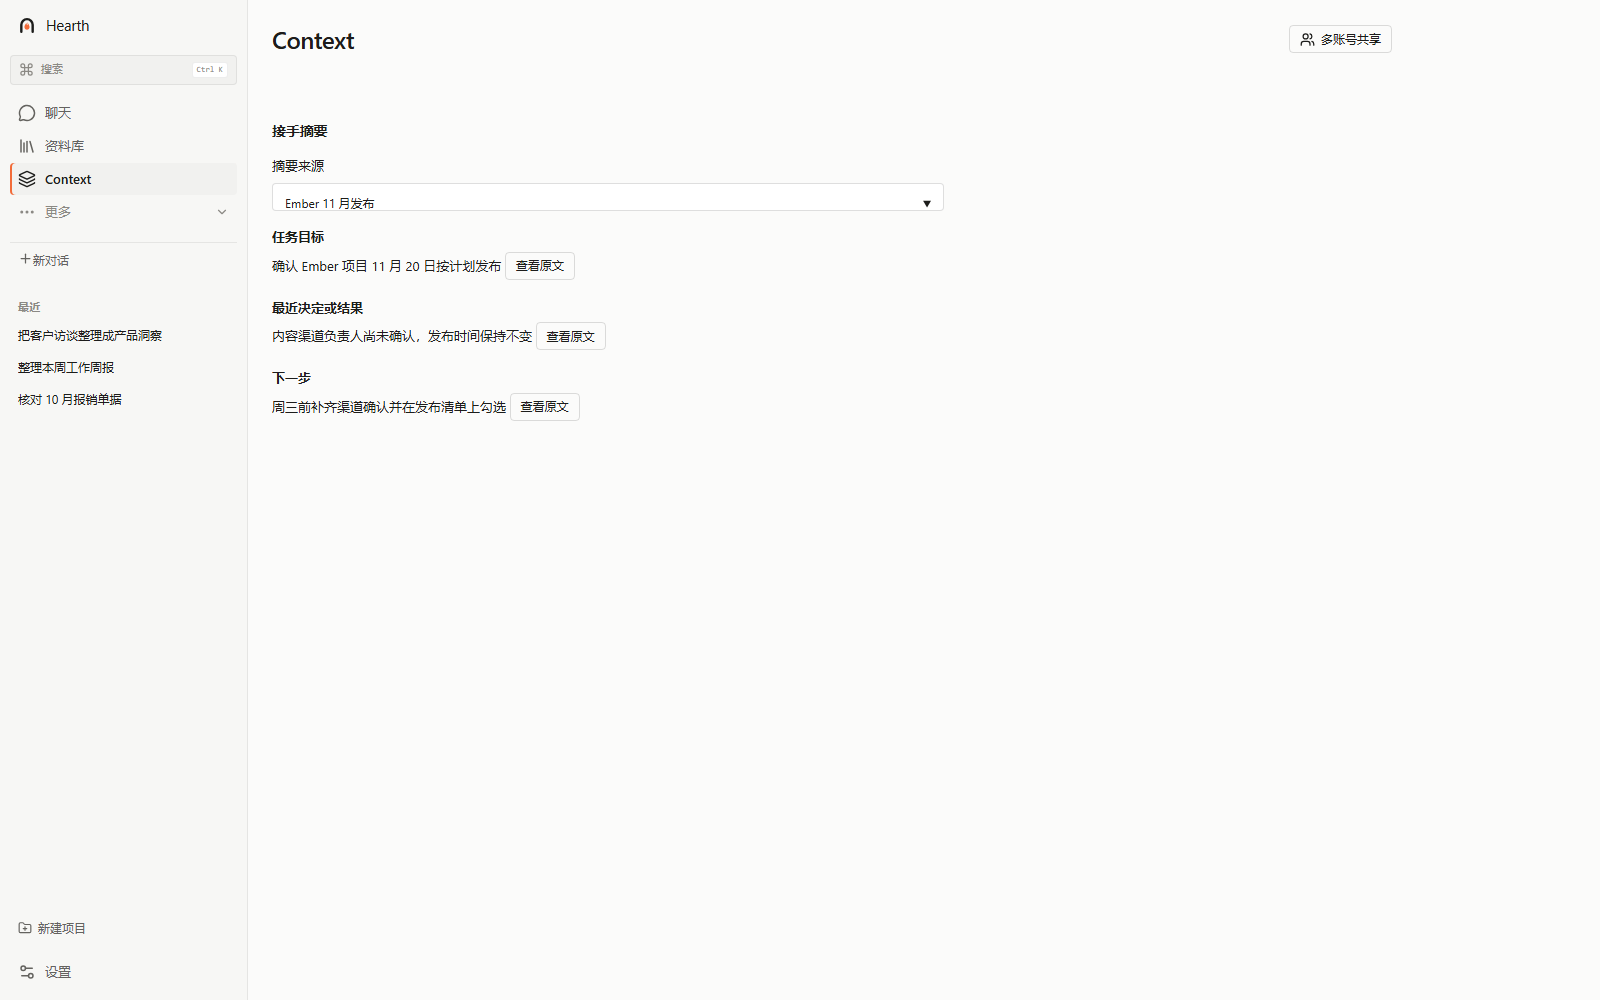 Hearth
搜索
Ctrl K
聊天
资料库
Context
更多
新对话
最近
把客户访谈整理成产品洞察
整理本周工作周报
核对 10 月报销单据
新建项目
设置
Context
多账号共享
接手摘要
摘要来源
Ember 11 月发布
任务目标
确认 Ember 项目 11 月 20 日按计划发布 查看原文
最近决定或结果
内容渠道负责人尚未确认，发布时间保持不变 查看原文
下一步
周三前补齐渠道确认并在发布清单上勾选 查看原文